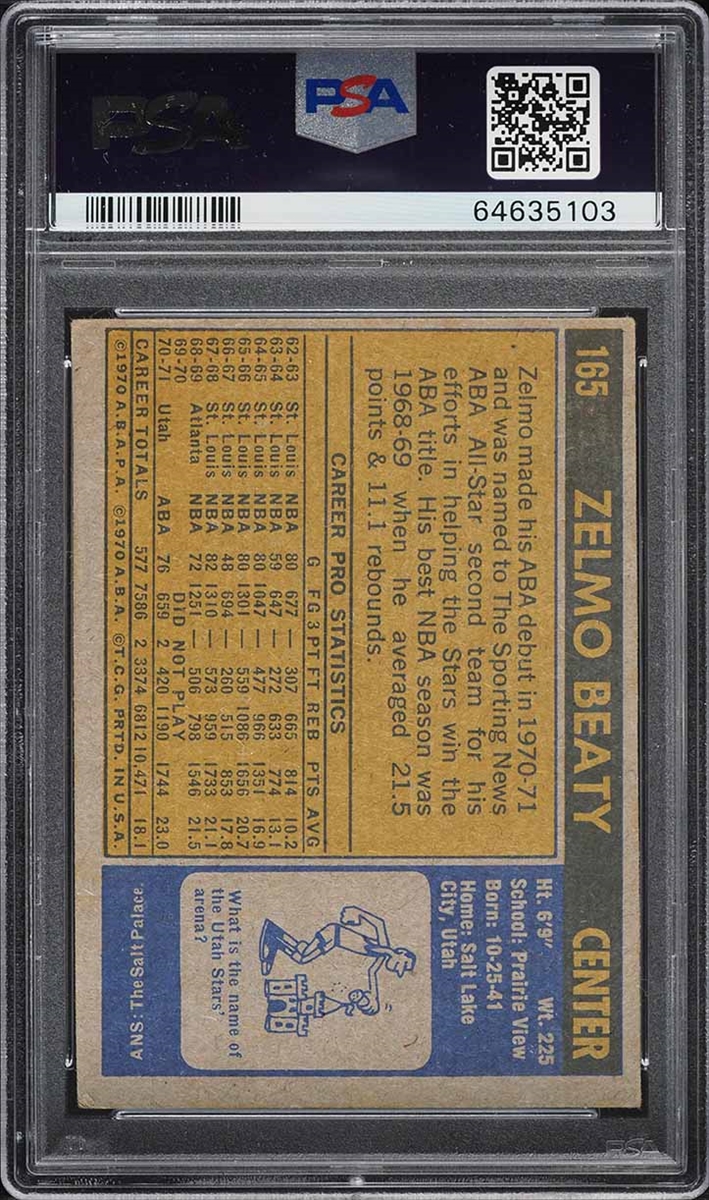 PSA
PSA
64635103
165 ZELMO BEATY CENTER
Zelmo made his ABA debut in 1970-71
and was named to The Sporting News
ABA All-Star second team for his
efforts in helping the Stars win the
ABA title. His best NBA season was
1968-69 when he averaged 21.5
points & 11.1 rebounds.
CAREER PRO STATISTICS
G FG 3PT FT REB PTS AVG
62-63 St. Louis NBA 80 677 — 307 665 814 10.2
63-64 St. Louis NBA 59 647 — 272 633 774 13.1
64-65 St. Louis NBA 80 1047 — 477 966 1351 16.9
65-66 St. Louis NBA 80 1301 — 559 1086 1656 20.7
66-67 St. Louis NBA 48 694 — 260 515 853 17.8
67-68 St. Louis NBA 82 1310 — 573 959 1733 21.1
68-69 Atlanta NBA 72 1251 — 506 798 1546 21.5
69-70 DID NOT PLAY
70-71 Utah ABA 76 659 2 420 1190 1744 23.0
CAREER TOTALS 577 7586 2 3374 6812 10,471 18.1
©1970 A.B.A.P.A. ©1970 A.B.A. ©T.C.G. PRTD. IN U.S.A.
Ht. 6'9" Wt. 225
School: Prairie View
Born: 10-25-41
Home: Salt Lake
City, Utah
What is the name of
the Utah Stars'
arena?
ANS: The Salt Palace.
PSA